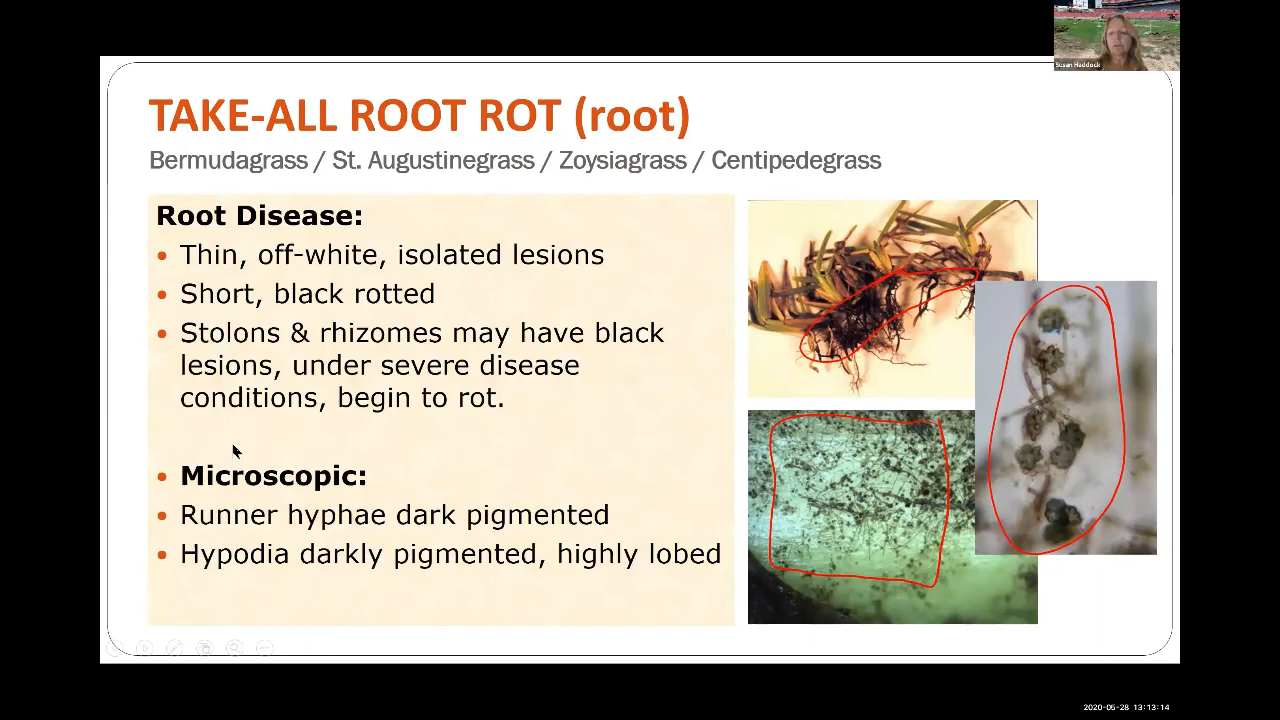 Susan Haddock
TAKE-ALL ROOT ROT (root)
Bermudagrass / St. Augustinegrass / Zoysiagrass / Centipedegrass
Root Disease:
• Thin, off-white, isolated lesions
• Short, black rotted
• Stolons & rhizomes may have black
lesions, under severe disease
conditions, begin to rot.
• Microscopic:
• Runner hyphae dark pigmented
• Hypodia darkly pigmented, highly lobed
2020-05-28 13:13:14